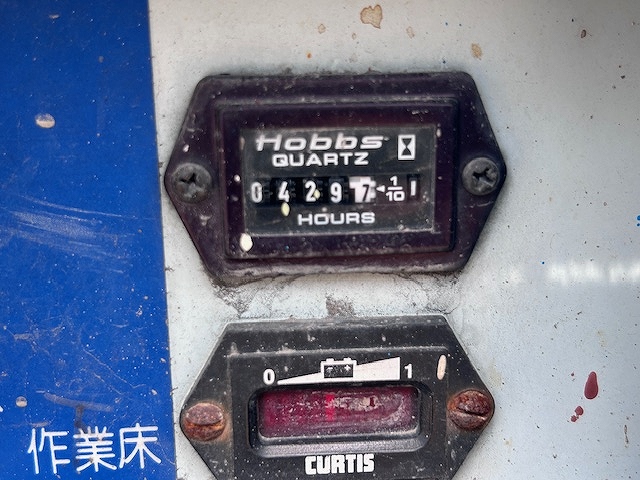 Hobbs
QUARTZ
0 4 2 9 7 1/10
HOURS
0 1
CURTIS
作業床